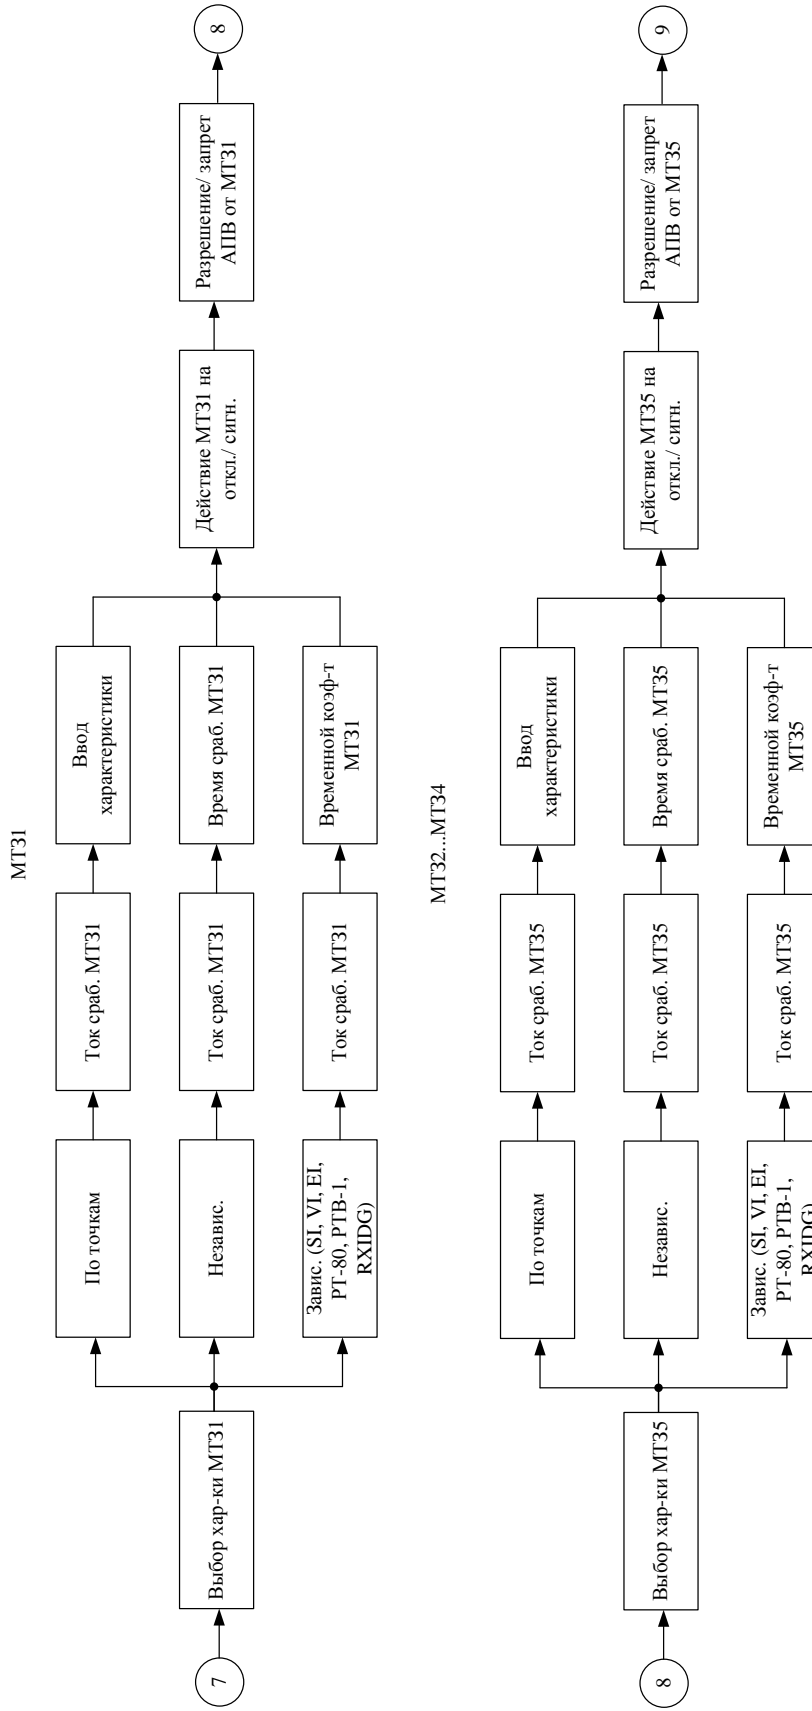 МТЗ1
7
Выбор хар-ки МТЗ1
По точкам
Ток сраб. МТЗ1
Ввод
характеристики
Независ.
Ток сраб. МТЗ1
Время сраб. МТЗ1
Завис. (SI, VI, EI,
РТ-80, РТВ-1,
RXIDG)
Ток сраб. МТЗ1
Временной коэф-т
МТЗ1
Действие МТЗ1 на
откл./ сигн.
Разрешение/ запрет
АПВ от МТЗ1
8
МТЗ2...МТЗ4
8
Выбор хар-ки МТЗ5
По точкам
Ток сраб. МТЗ5
Ввод
характеристики
Независ.
Ток сраб. МТЗ5
Время сраб. МТЗ5
Завис. (SI, VI, EI,
РТ-80, РТВ-1,
RXIDG)
Ток сраб. МТЗ5
Временной коэф-т
МТЗ5
Действие МТЗ5 на
откл./ сигн.
Разрешение/ запрет
АПВ от МТЗ5
9